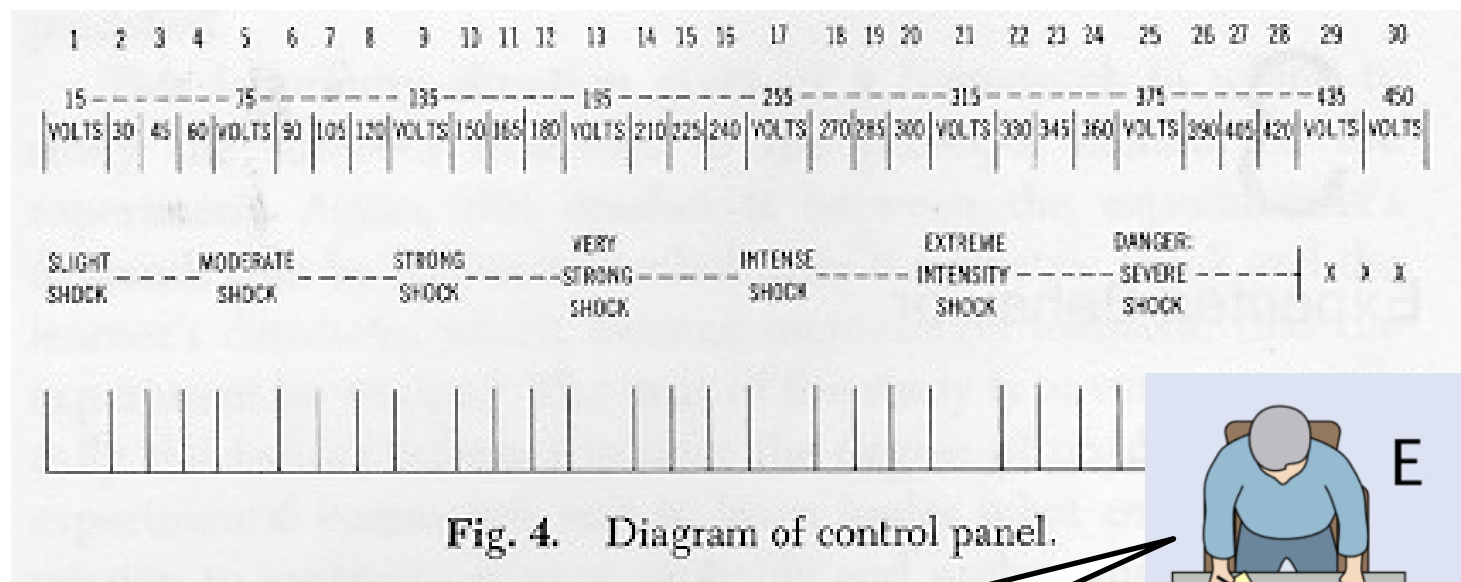 1 2 3 4 5 6 7 8 9 10 11 12 13 14 15 16 17 18 19 20 21 22 23 24 25 26 27 28 29 30
15 - - - - - - - - 75 - - - - - - - - 135 - - - - - - - - 195 - - - - - - - - 255 - - - - - - - - 315 - - - - - - - - 375 - - - - - - - - 435 450
VOLTS 30 45 60 VOLTS 90 105 120 VOLTS 150 165 180 VOLTS 210 225 240 VOLTS 270 285 300 VOLTS 330 345 360 VOLTS 390 405 420 VOLTS VOLTS
VERY EXTREME DANGER:
SLIGHT - - - - MODERATE - - - - STRONG - - - - STRONG - - - - INTENSE - - - - INTENSITY - - - - SEVERE - - - - X X X
SHOCK SHOCK SHOCK SHOCK SHOCK SHOCK SHOCK
E
Fig. 4. Diagram of control panel.